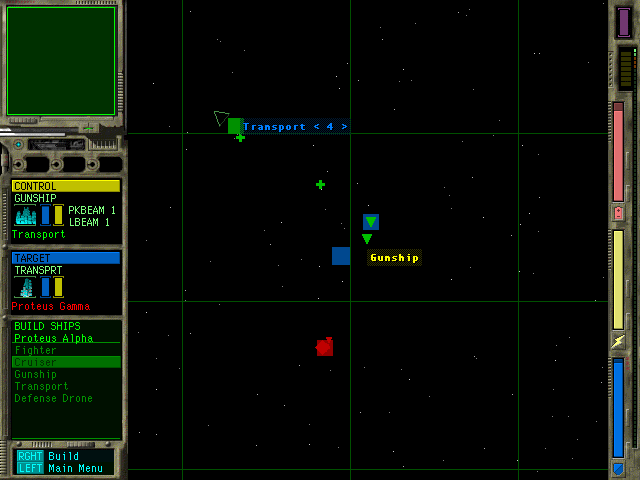 Transport < 4 >
Gunship
CONTROL
GUNSHIP
PKBEAM 1
LBEAM 1
Transport
TARGET
TRANSPRT
Proteus Gamma
BUILD SHIPS
Proteus Alpha
Fighter
Cruiser
Gunship
Transport
Defense Drone
RGHT Build
LEFT Main Menu